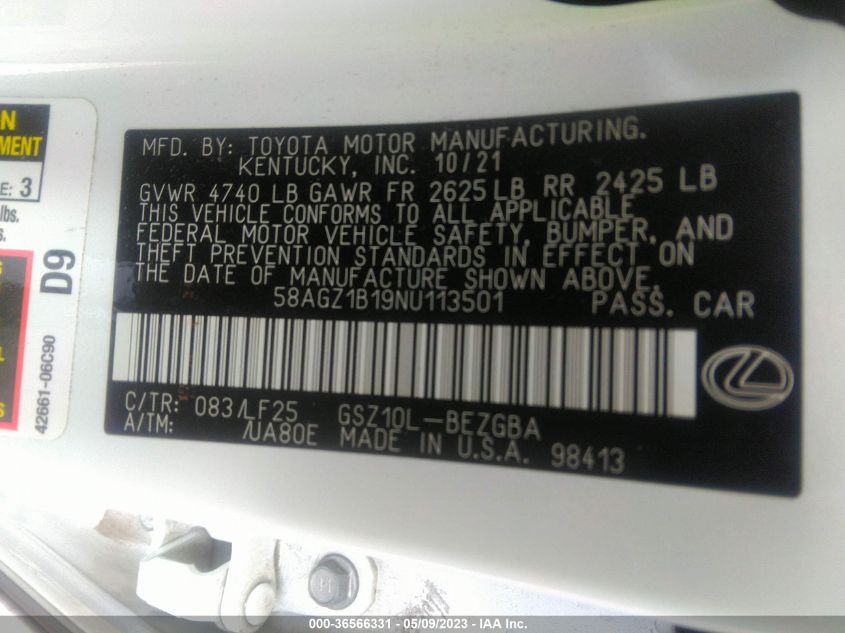 N
MENT
E: 3
lbs.
s.
D9
42661-06C90
MFD. BY: TOYOTA MOTOR MANUFACTURING.
KENTUCKY, INC. 10/21
GVWR 4740 LB GAWR FR 2625 LB RR 2425 LB
THIS VEHICLE CONFORMS TO ALL APPLICABLE
FEDERAL MOTOR VEHICLE SAFETY, BUMPER, AND
THEFT PREVENTION STANDARDS IN EFFECT ON
THE DATE OF MANUFACTURE SHOWN ABOVE.
58AGZ1B19NU113501 PASS. CAR
C/TR: 083/LF25 GSZ10L-BEZGBA
A/TM: /UA80E MADE IN U.S.A. 98413
H
000-36566331 - 05/09/2023 - IAA Inc.